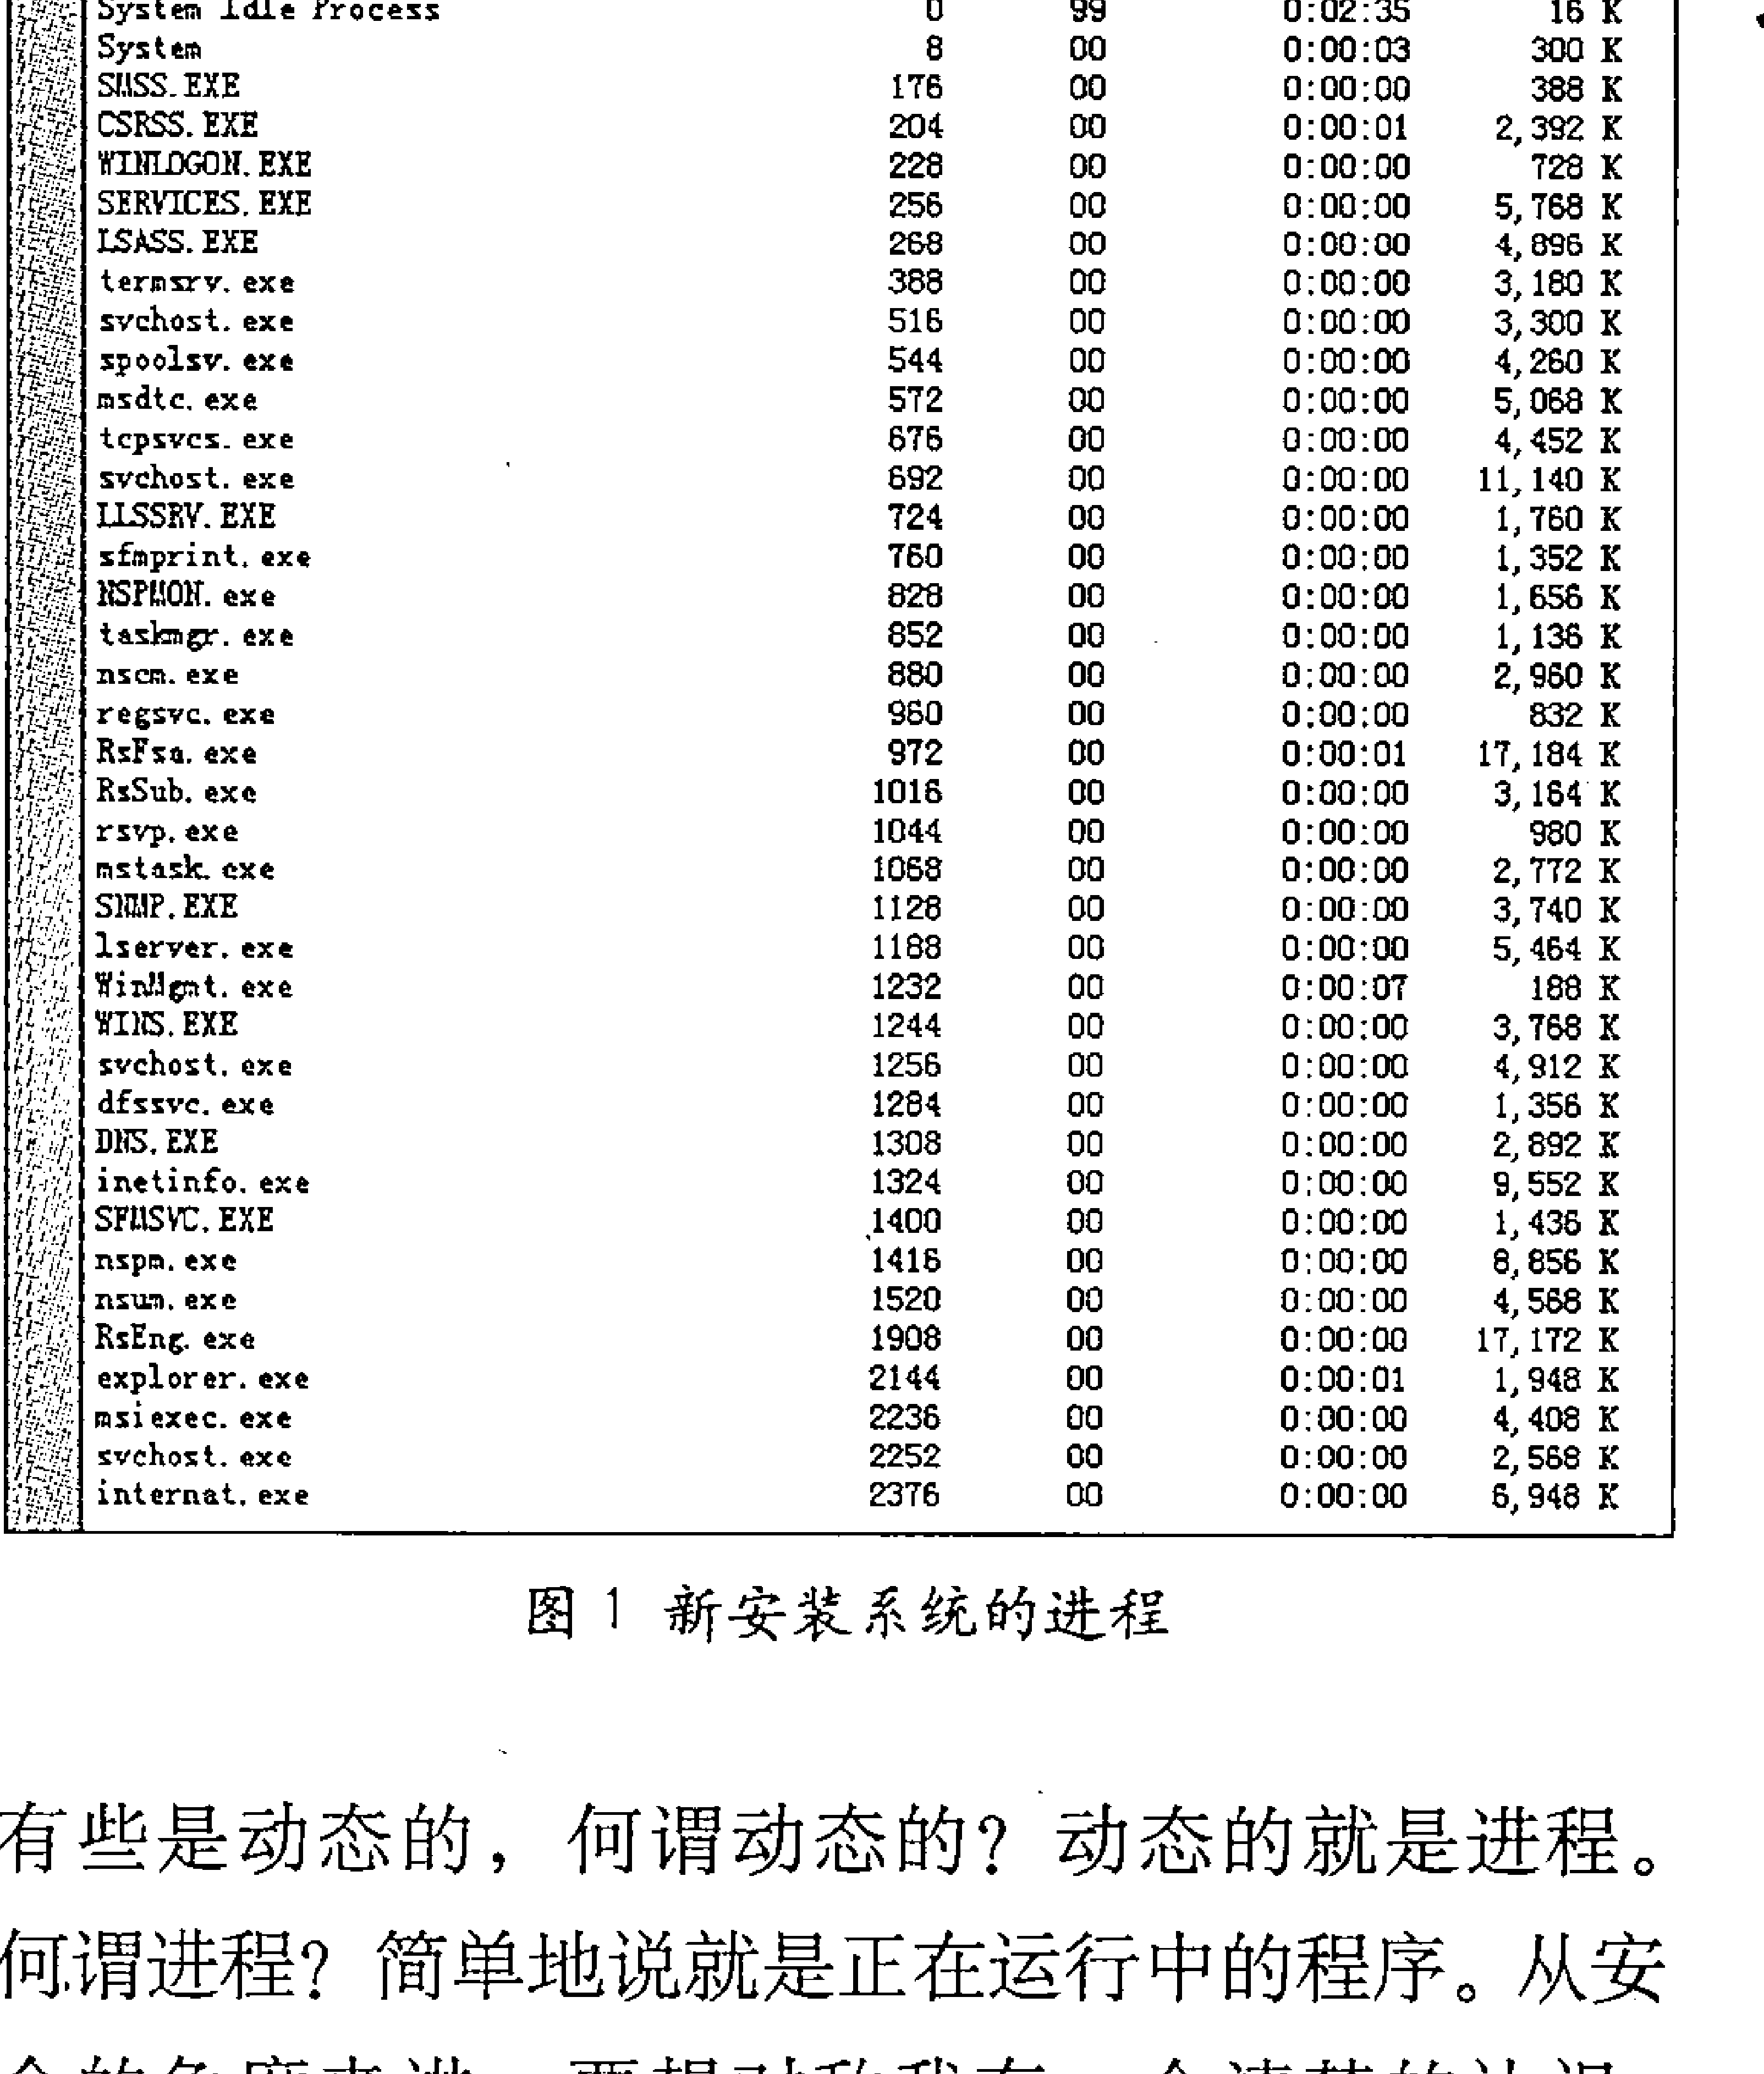 System Idle Process 0 99 0:02:35 16 K
System 8 00 0:00:03 300 K
SMSS.EXE 176 00 0:00:00 388 K
CSRSS.EXE 204 00 0:00:01 2,392 K
WINLOGON.EXE 228 00 0:00:00 728 K
SERVICES.EXE 256 00 0:00:00 5,768 K
LSASS.EXE 268 00 0:00:00 4,896 K
termsrv.exe 388 00 0:00:00 3,180 K
svchost.exe 516 00 0:00:00 3,300 K
spoolsv.exe 544 00 0:00:00 4,260 K
msdtc.exe 572 00 0:00:00 5,068 K
tcpsvcs.exe 676 00 0:00:00 4,452 K
svchost.exe 692 00 0:00:00 11,140 K
LLSSRV.EXE 724 00 0:00:00 1,760 K
sfmprint.exe 760 00 0:00:00 1,352 K
NSPMON.exe 828 00 0:00:00 1,656 K
taskmgr.exe 852 00 0:00:00 1,136 K
nscm.exe 880 00 0:00:00 2,960 K
regsvc.exe 960 00 0:00:00 832 K
RsFsa.exe 972 00 0:00:01 17,184 K
RsSub.exe 1016 00 0:00:00 3,164 K
rsvp.exe 1044 00 0:00:00 980 K
mstask.exe 1068 00 0:00:00 2,772 K
SNMP.EXE 1128 00 0:00:00 3,740 K
lserver.exe 1188 00 0:00:00 5,464 K
WinMgmt.exe 1232 00 0:00:07 188 K
WINS.EXE 1244 00 0:00:00 3,768 K
svchost.exe 1256 00 0:00:00 4,912 K
dfssvc.exe 1284 00 0:00:00 1,356 K
DNS.EXE 1308 00 0:00:00 2,892 K
inetinfo.exe 1324 00 0:00:00 9,552 K
SFMSVC.EXE 1400 00 0:00:00 1,436 K
nspm.exe 1416 00 0:00:00 8,856 K
nsum.exe 1520 00 0:00:00 4,568 K
RsEng.exe 1908 00 0:00:00 17,172 K
explorer.exe 2144 00 0:00:01 1,948 K
msiexec.exe 2236 00 0:00:00 4,408 K
svchost.exe 2252 00 0:00:00 2,568 K
internat.exe 2376 00 0:00:00 6,948 K
图 1 新安装系统的进程
有些是动态的，何谓动态的？动态的就是进程。
何谓进程？简单地说就是正在运行中的程序。从安